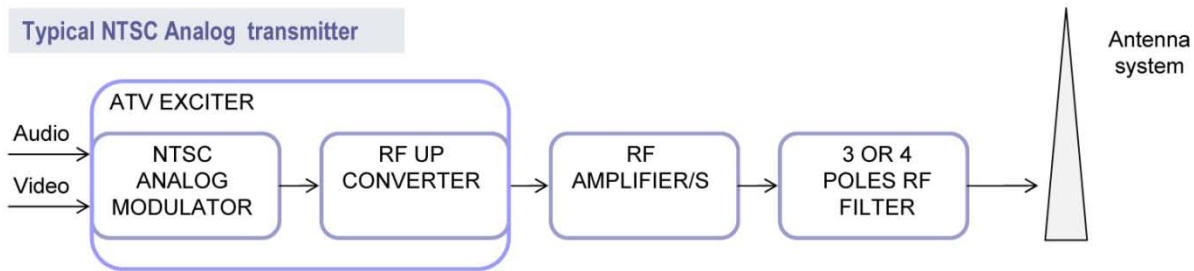 Typical NTSC Analog transmitter
Antenna
system
ATV EXCITER
Audio
Video
NTSC
ANALOG
MODULATOR
RF UP
CONVERTER
RF
AMPLIFIER/S
3 OR 4
POLES RF
FILTER